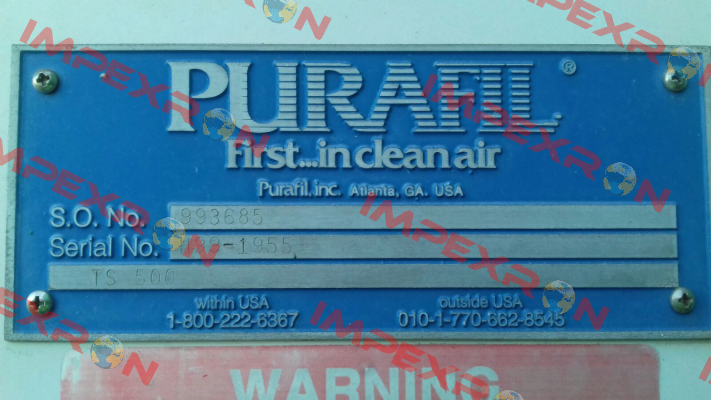 PURAFIL®
First...in clean air
Purafil, inc. Atlanta, GA. USA
S.O. No. 993685
Serial No.
TS 500
within USA
outside USA
1-800-222-6367
010-1-770-662-8545
WARNING
IMPEXRON